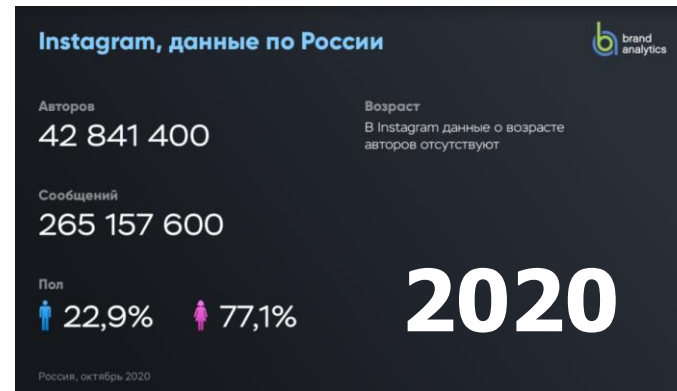 Instagram, данные по России
brand
analytics
Авторов
42 841 400
Возраст
В Instagram данные о возрасте
авторов отсутствуют
Сообщений
265 157 600
Пол
22,9% 77,1%
2020
Россия, октябрь 2020